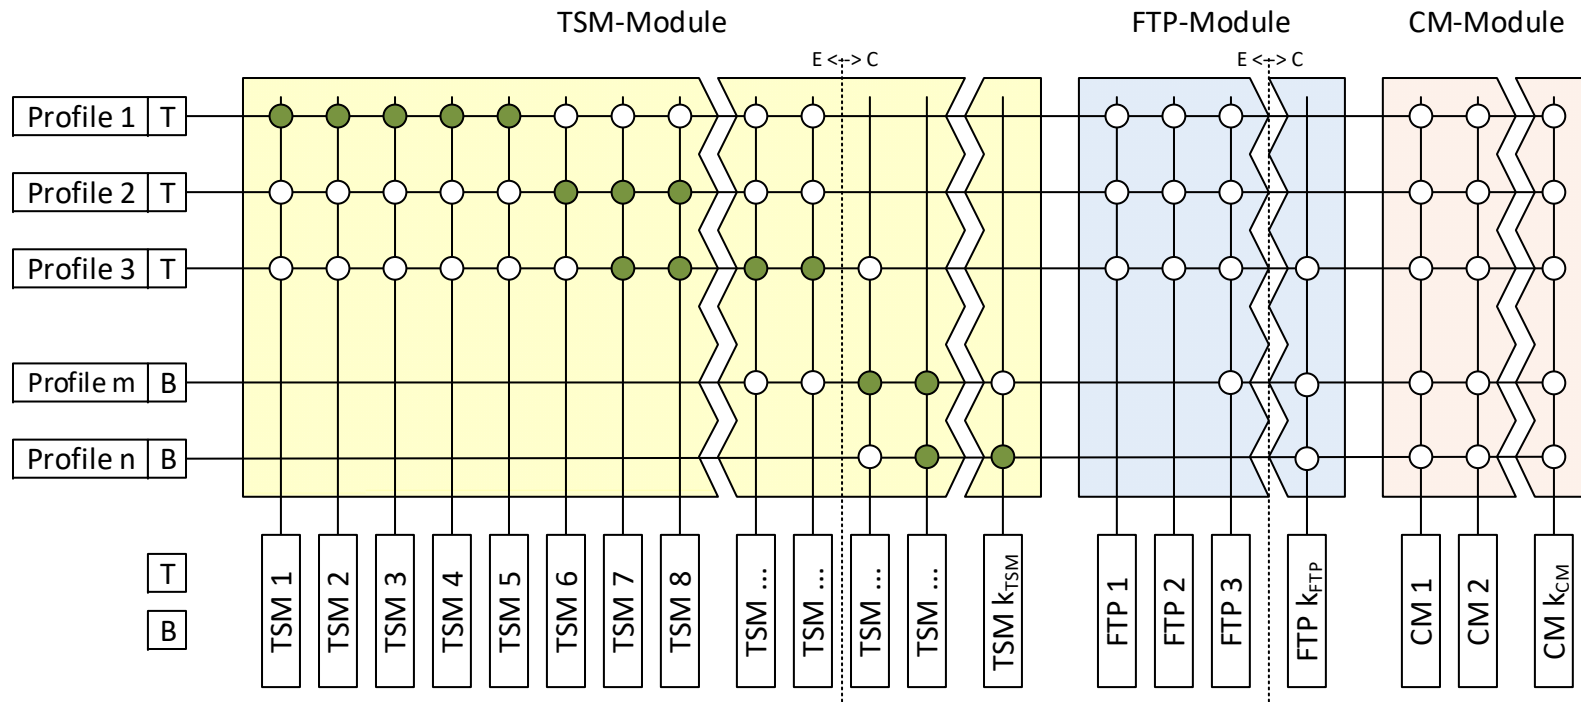 TSM-Module FTP-Module CM-Module
E <--> C E <--> C
Profile 1 T
Profile 2 T
Profile 3 T
Profile m B
Profile n B
T
B
TSM 1
TSM 2
TSM 3
TSM 4
TSM 5
TSM 6
TSM 7
TSM 8
TSM ...
TSM ...
TSM ...
TSM ...
TSM kTSM
FTP 1
FTP 2
FTP 3
FTP kFTP
CM 1
CM 2
CM kCM